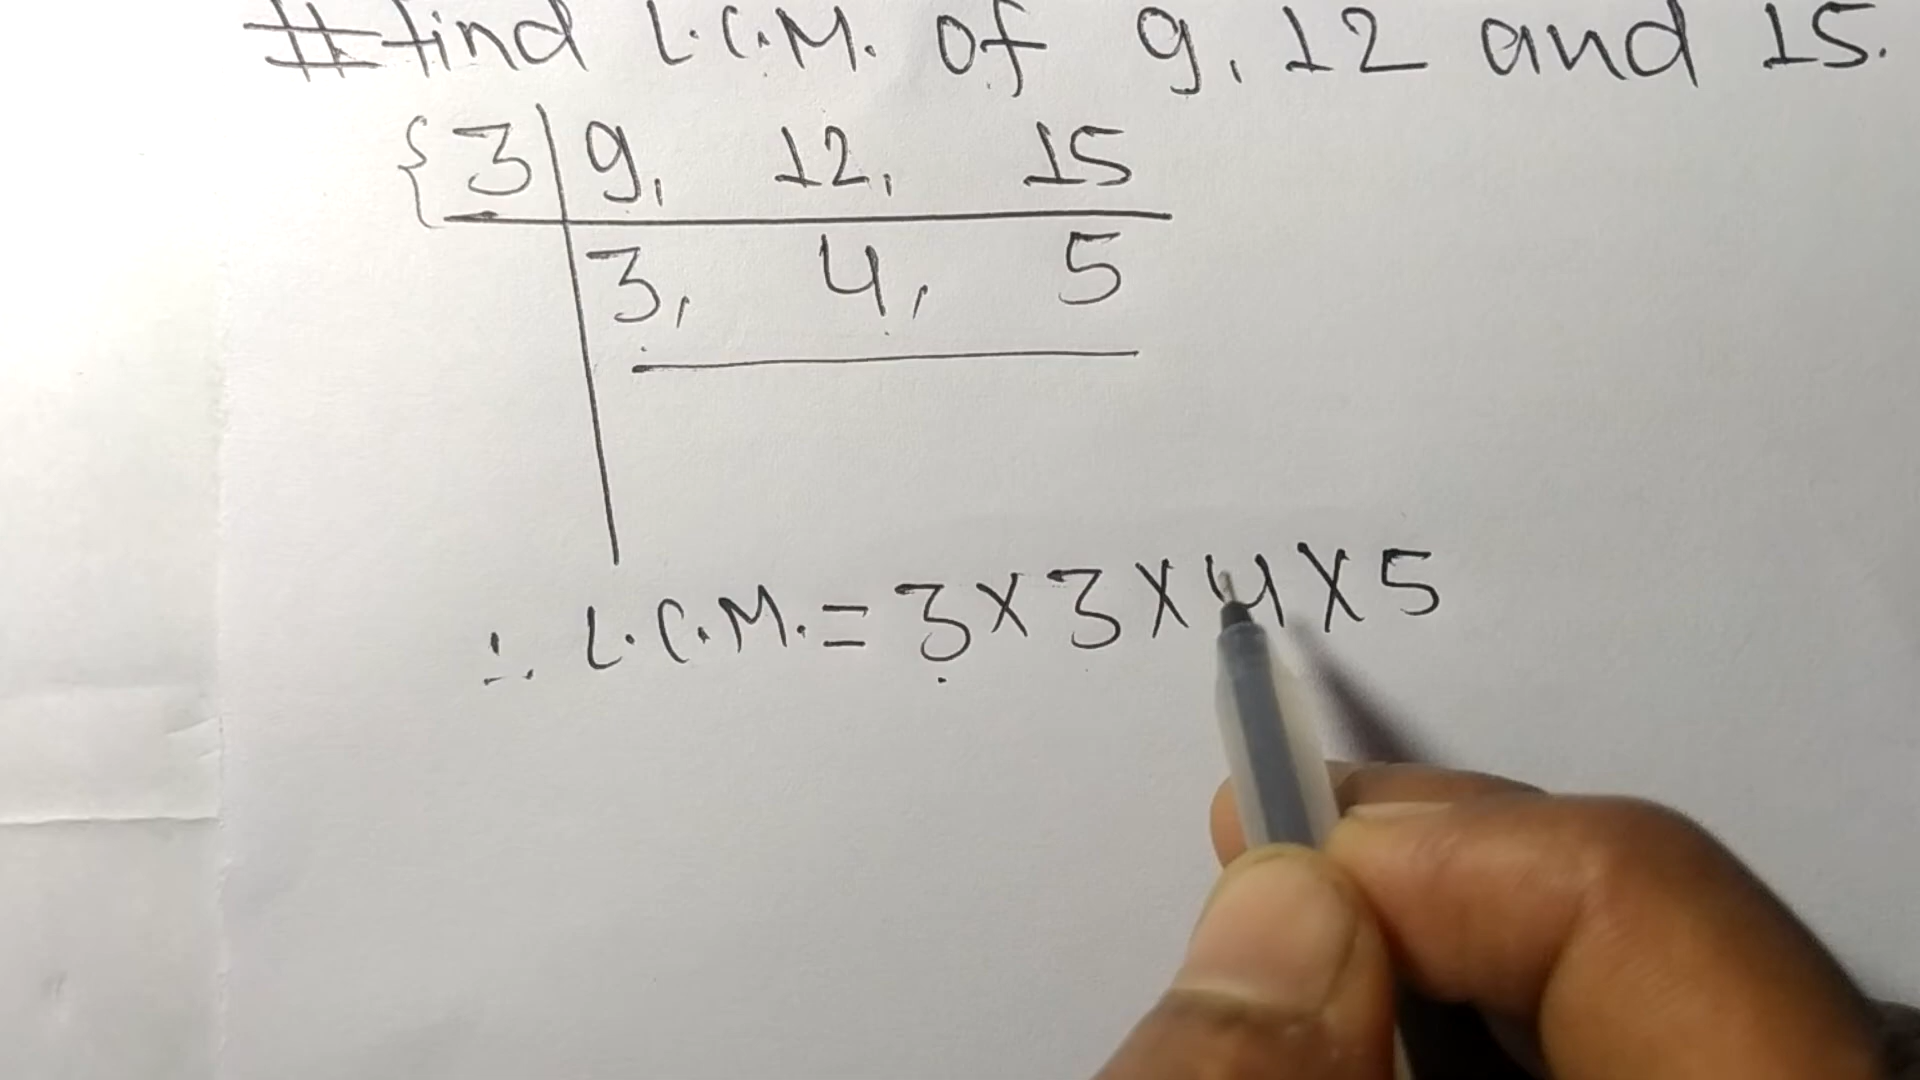 # find L.C.M. of 9, 12 and 15.
3 9, 12, 15
3, 4, 5
∴ L.C.M. = 3 X 3 X 4 X 5